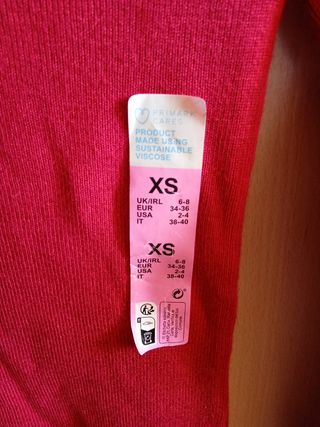 PRIMARK
CARES
PRODUCT
MADE USING
SUSTAINABLE
VISCOSE
XS
UK/IRL 6-8
EUR 34-36
USA 2-4
IT 38-40
XS
UK/IRL 6-8
EUR 34-36
USA 2-4
IT 38-40